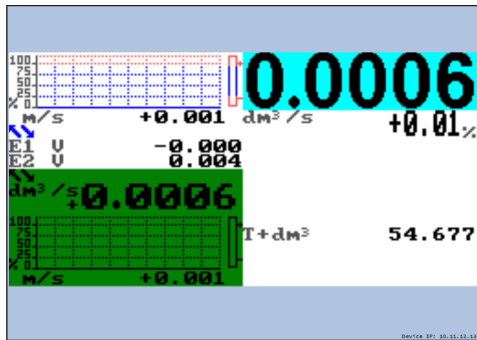 100
75
50
25
% 0
m/s +0.001
0.0006
dm³/s +0.01%
E1 V -0.000
E2 V 0.004
dm³/s +0.0006
100
75
50
25
% 0
m/s +0.001
T+dm³ 54.677
Device IP: 10.11.12.13